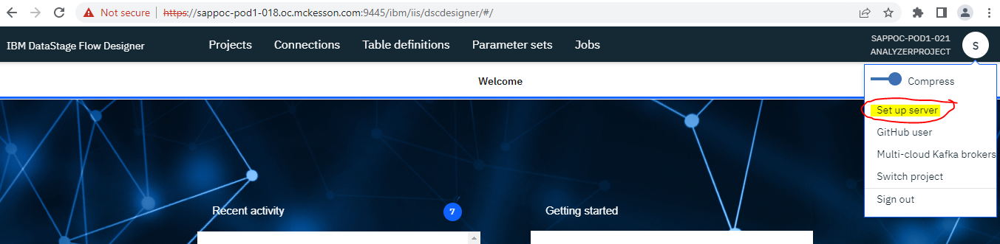 Not secure https://sappoc-pod1-018.oc.mckesson.com:9445/ibm/iis/dscdesigner/#/
IBM DataStage Flow Designer Projects Connections Table definitions Parameter sets Jobs SAPPOC-POD1-021
ANALYZERPROJECT
S
Welcome
Compress
Set up server
GitHub user
Multi-cloud Kafka brokers
Switch project
Sign out
Recent activity 7 Getting started